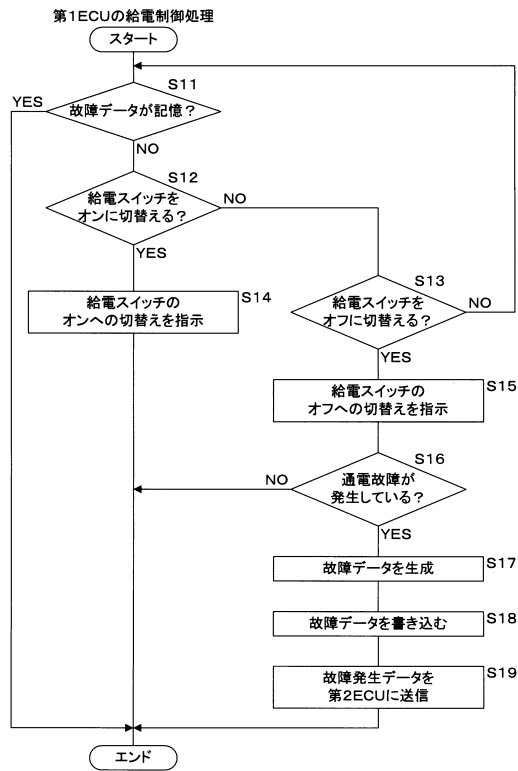 第1ECUの給電制御処理
スタート
S11
YES
故障データが記憶？
NO
S12
給電スイッチを
オンに切替える？
NO
YES
S13
給電スイッチを
オフに切替える？
NO
YES
S14
給電スイッチの
オンへの切替えを指示
S15
給電スイッチの
オフへの切替えを指示
S16
通電故障が
発生している？
NO
YES
S17
故障データを生成
S18
故障データを書き込む
S19
故障発生データを
第2ECUに送信
エンド